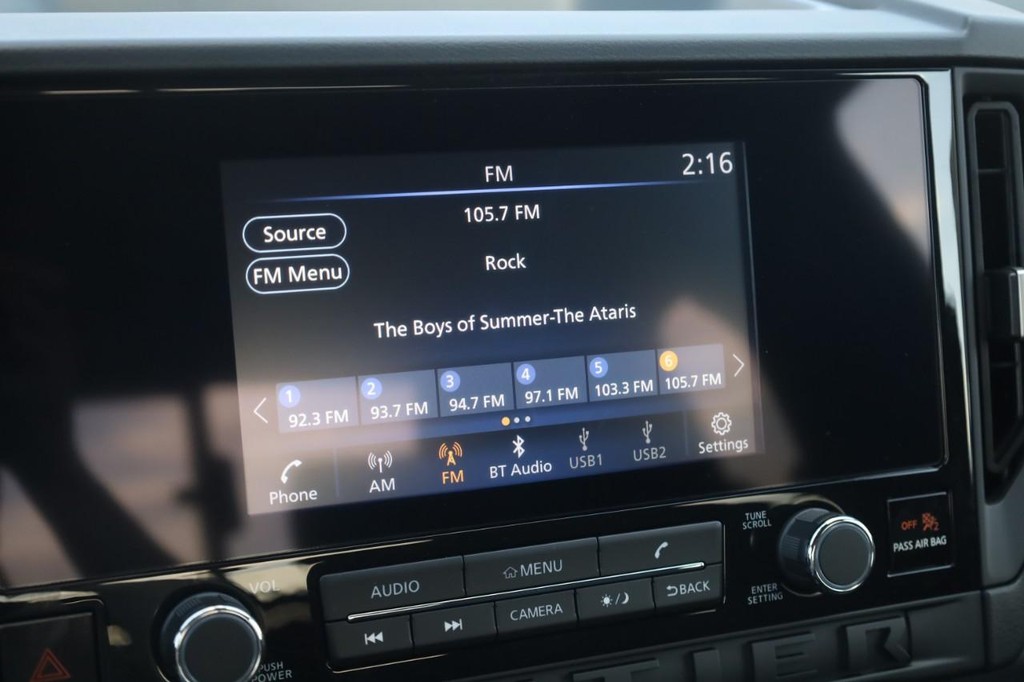 FM
2:16
105.7 FM
Source
Rock
FM Menu
The Boys of Summer-The Ataris
1 2 3 4 5 6
92.3 FM 93.7 FM 94.7 FM 97.1 FM 103.3 FM 105.7 FM
Phone AM FM BT Audio USB1 USB2 Settings
VOL
PUSH
POWER
AUDIO MENU
CAMERA BACK
TUNE
SCROLL
ENTER
SETTING
OFF 2
PASS AIR BAG
TIER